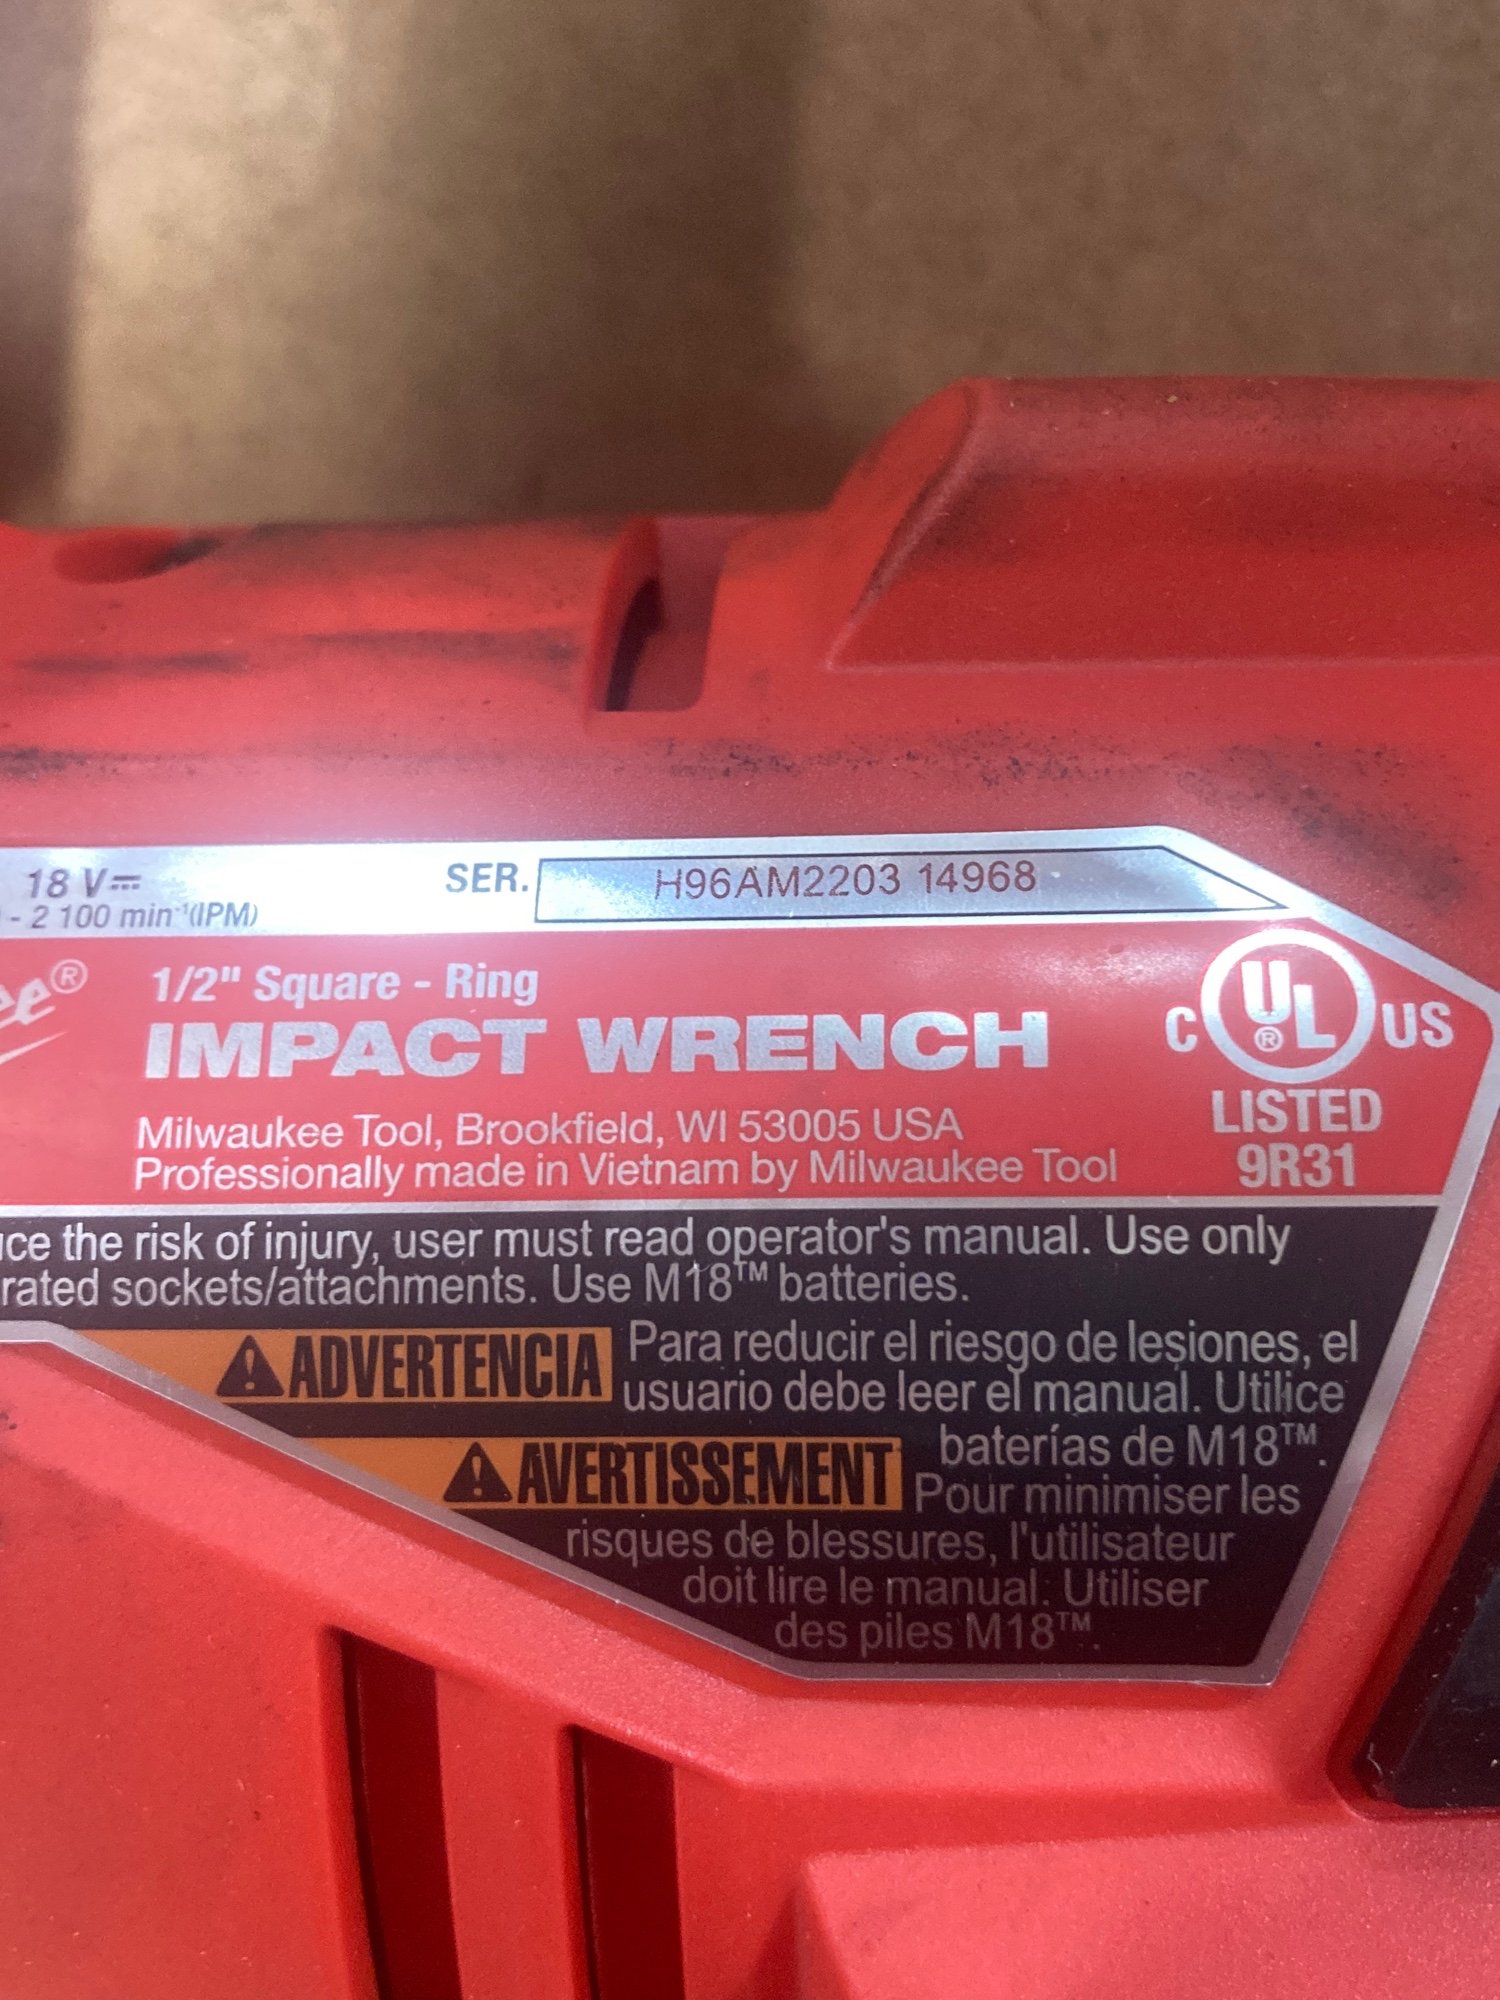 18 V⎓ SER. H96AM2203 14968
- 2 100 min⁻¹(IPM)
ee®
1/2" Square - Ring
IMPACT WRENCH
Milwaukee Tool, Brookfield, WI 53005 USA
Professionally made in Vietnam by Milwaukee Tool
C UL® US
LISTED
9R31
ce the risk of injury, user must read operator's manual. Use only
rated sockets/attachments. Use M18™ batteries.
⚠ADVERTENCIA Para reducir el riesgo de lesiones, el
usuario debe leer el manual. Utilice
baterías de M18™.
⚠AVERTISSEMENT Pour minimiser les
risques de blessures, l'utilisateur
doit lire le manual. Utiliser
des piles M18™.